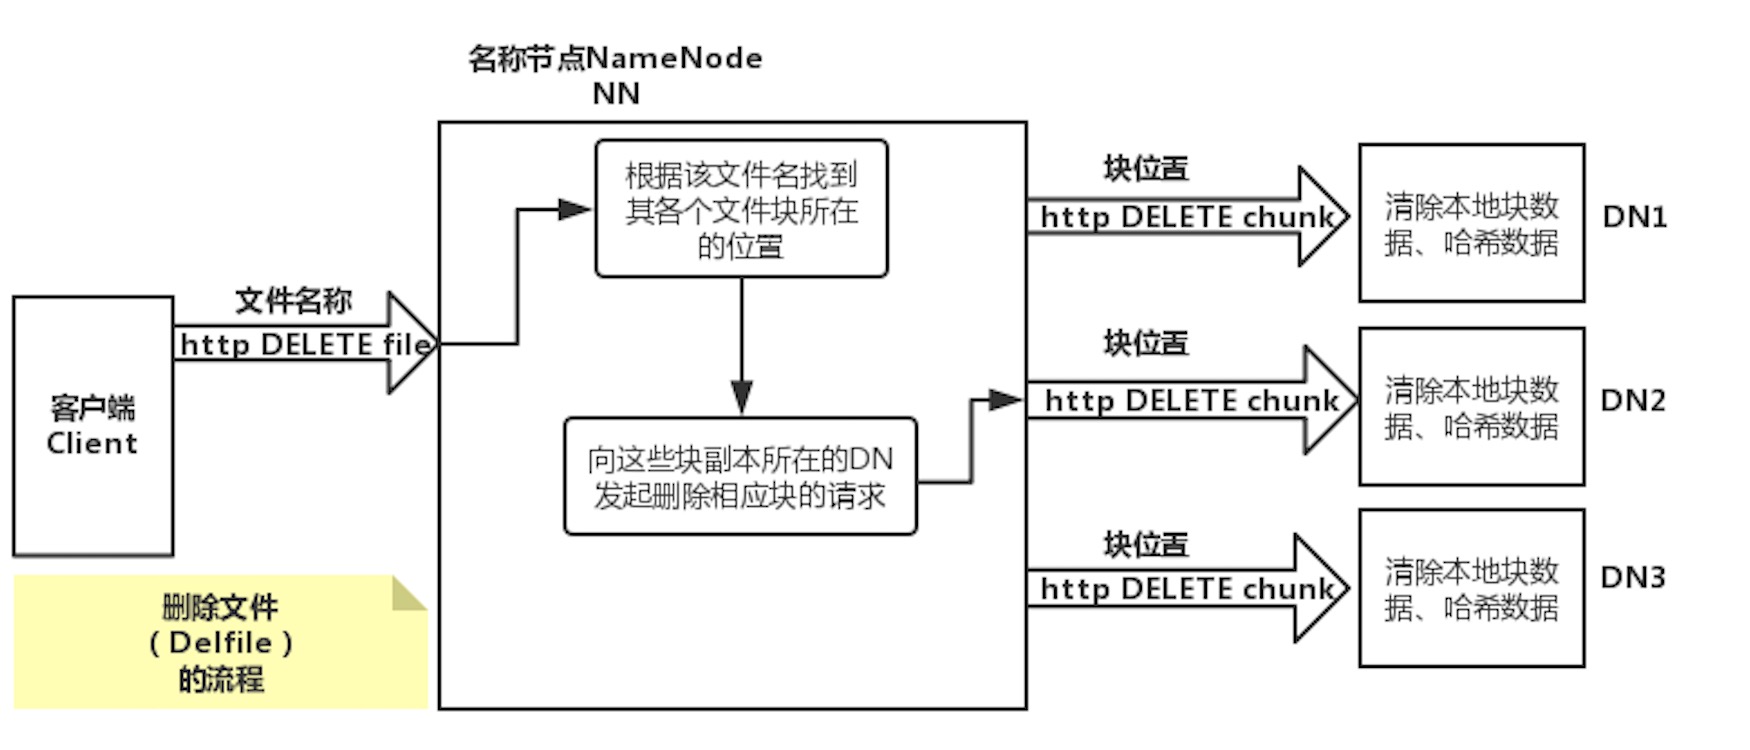 名称节点NameNode
NN
根据该文件名找到
其各个文件块所在
的位置
向这些块副本所在的DN
发起删除相应块的请求
文件名称
http DELETE file
客户端
Client
删除文件
(Delfile)
的流程
块位置
http DELETE chunk
清除本地块数
据、哈希数据
DN1
块位置
http DELETE chunk
清除本地块数
据、哈希数据
DN2
块位置
http DELETE chunk
清除本地块数
据、哈希数据
DN3